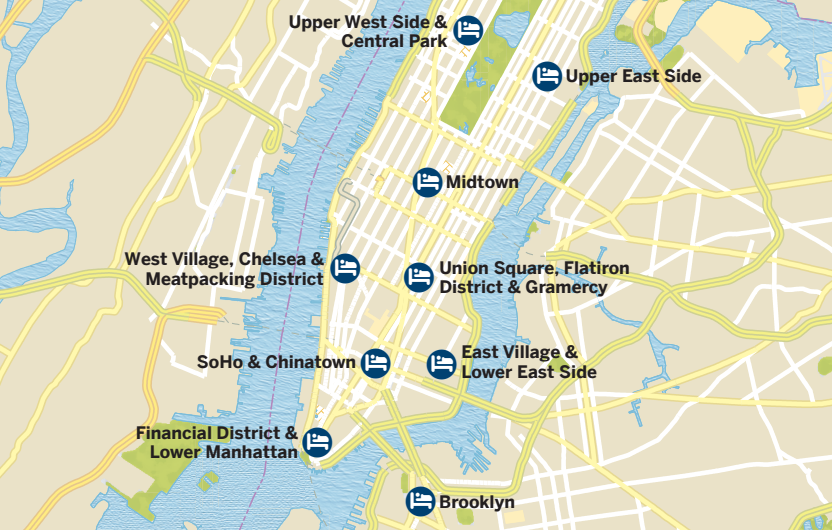 Upper West Side &
Central Park
Upper East Side
Midtown
West Village, Chelsea &
Meatpacking District
Union Square, Flatiron
District & Gramercy
SoHo & Chinatown
East Village &
Lower East Side
Financial District &
Lower Manhattan
Brooklyn